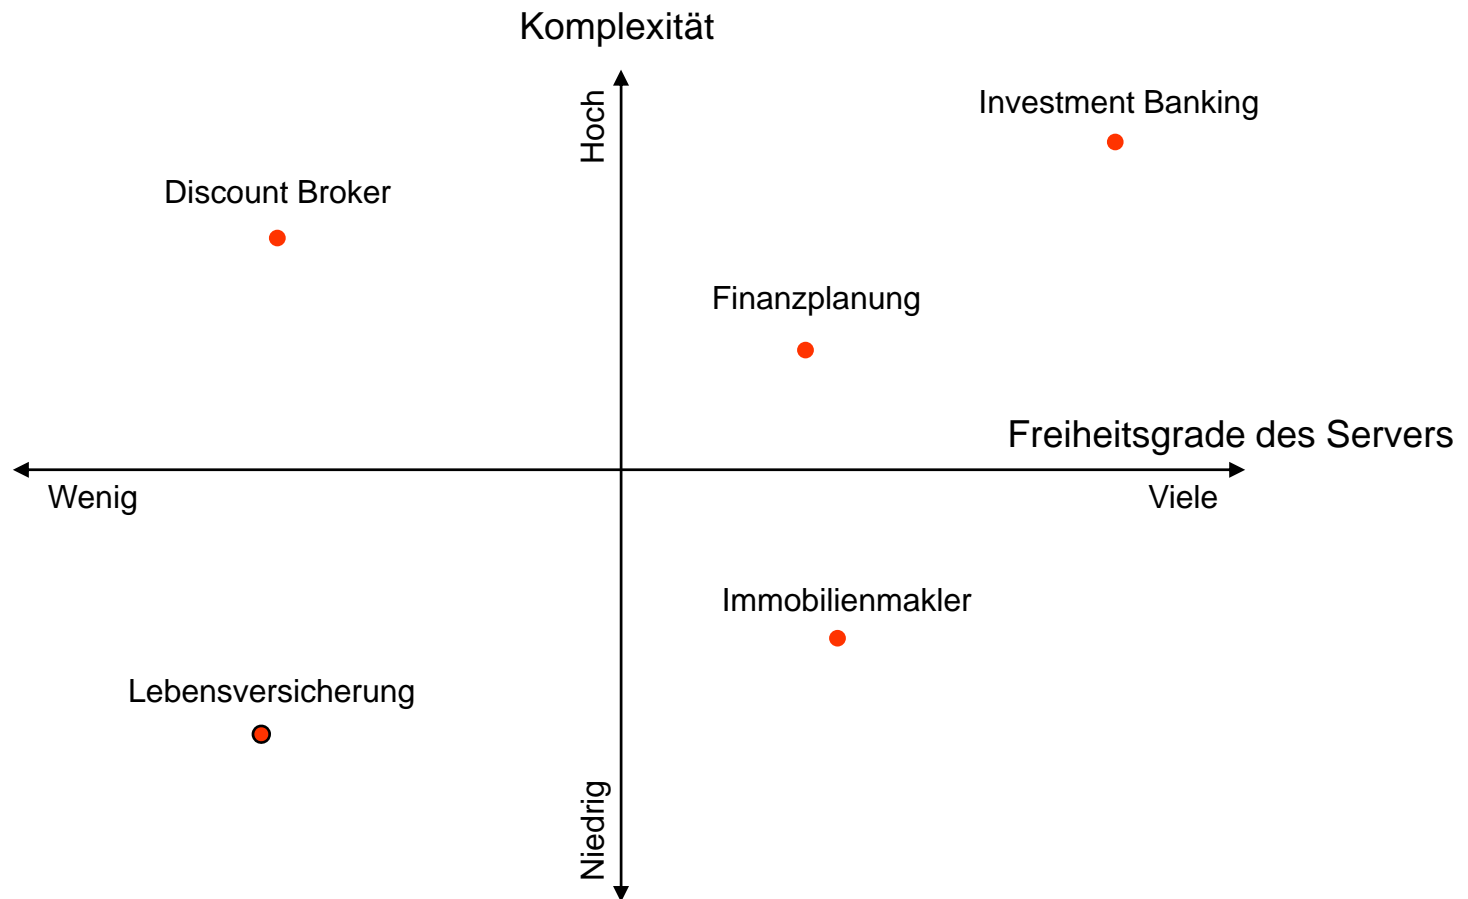 Komplexität
Hoch
Investment Banking
Discount Broker
Finanzplanung
Freiheitsgrade des Servers
Wenig
Viele
Immobilienmakler
Lebensversicherung
Niedrig